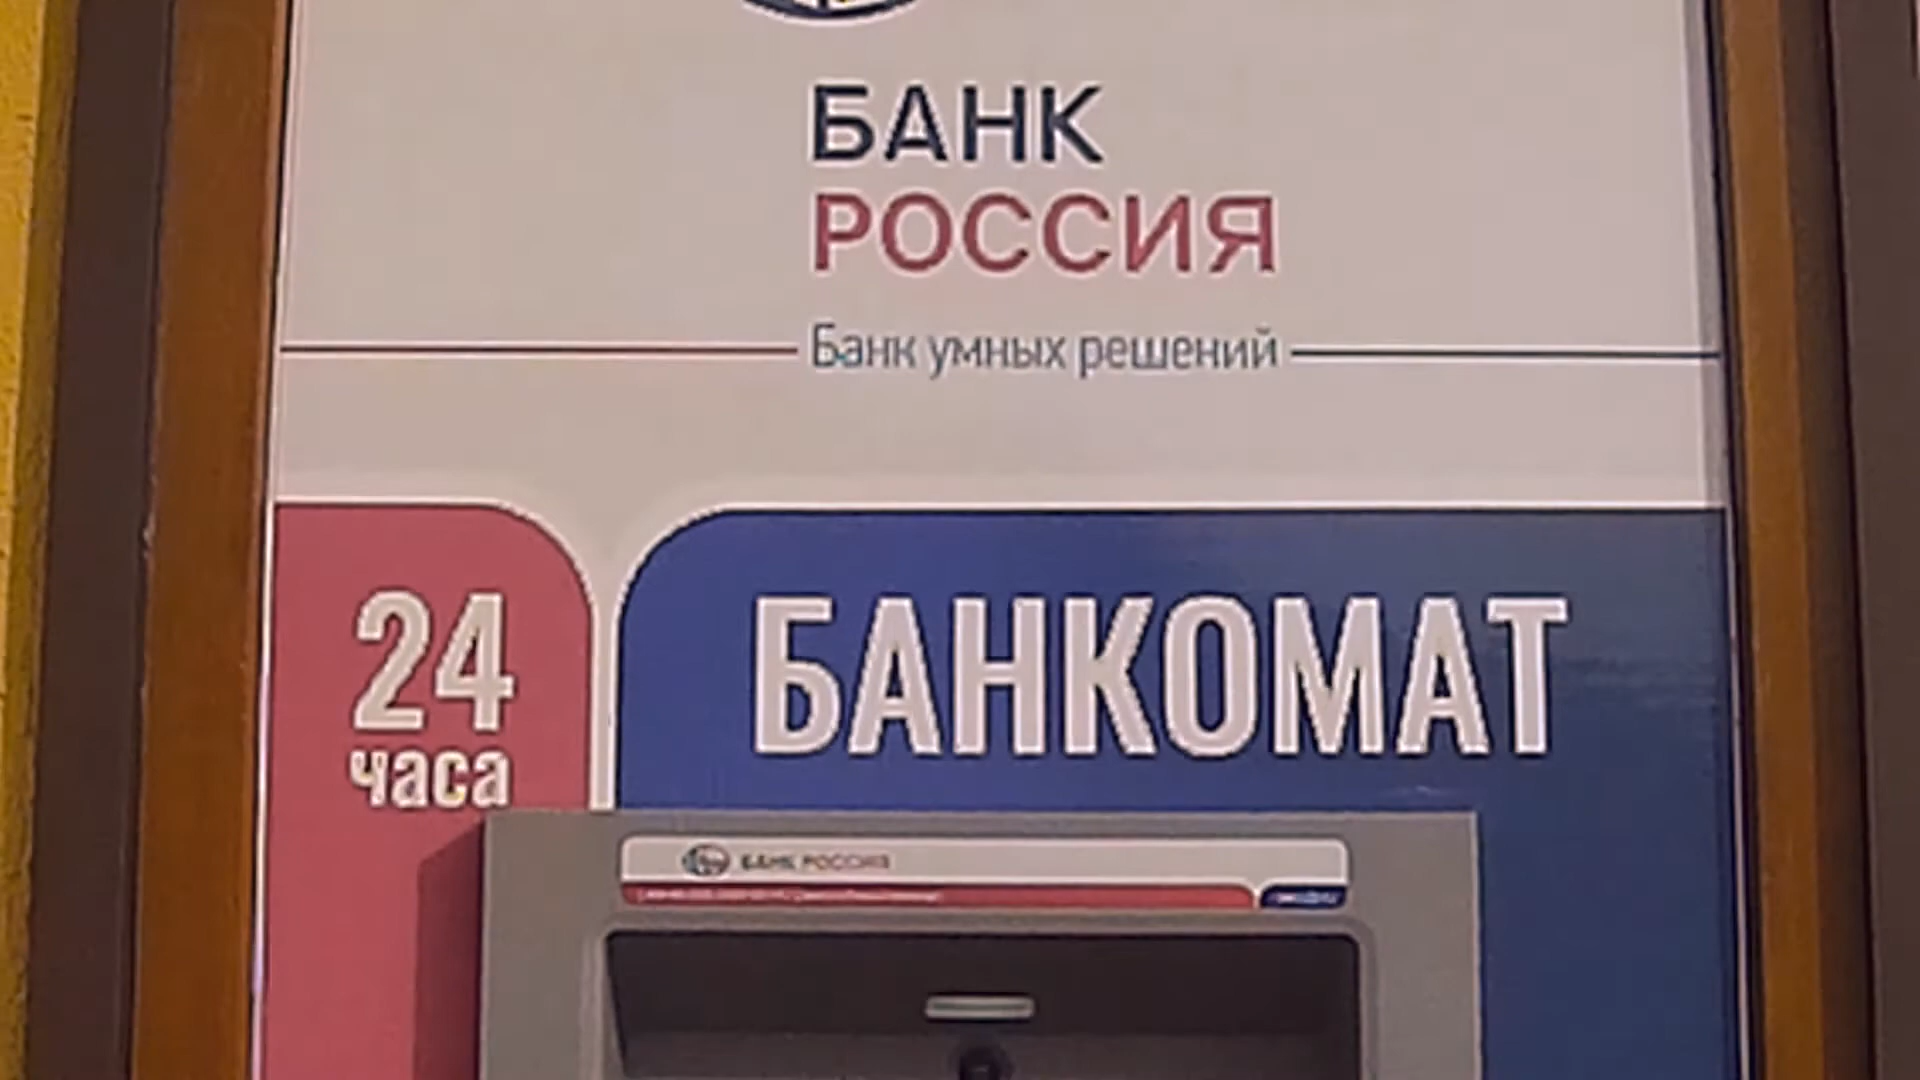 БАНК
РОССИЯ
Банк умных решений
24
часа
БАНКОМАТ
БАНК РОССИЯ